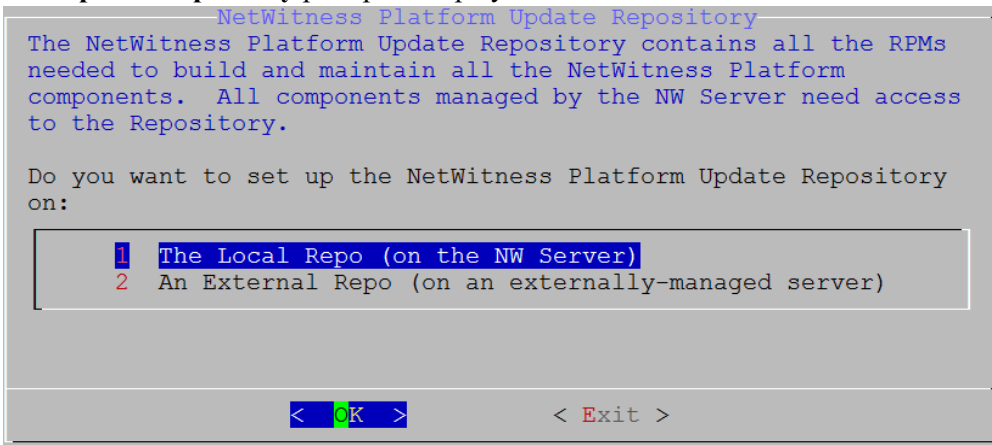 NetWitness Platform Update Repository
The NetWitness Platform Update Repository contains all the RPMs
needed to build and maintain all the NetWitness Platform
components.  All components managed by the NW Server need access
to the Repository.
Do you want to set up the NetWitness Platform Update Repository
on:
1  The Local Repo (on the NW Server)
2  An External Repo (on an externally-managed server)
<  OK  >  < Exit >